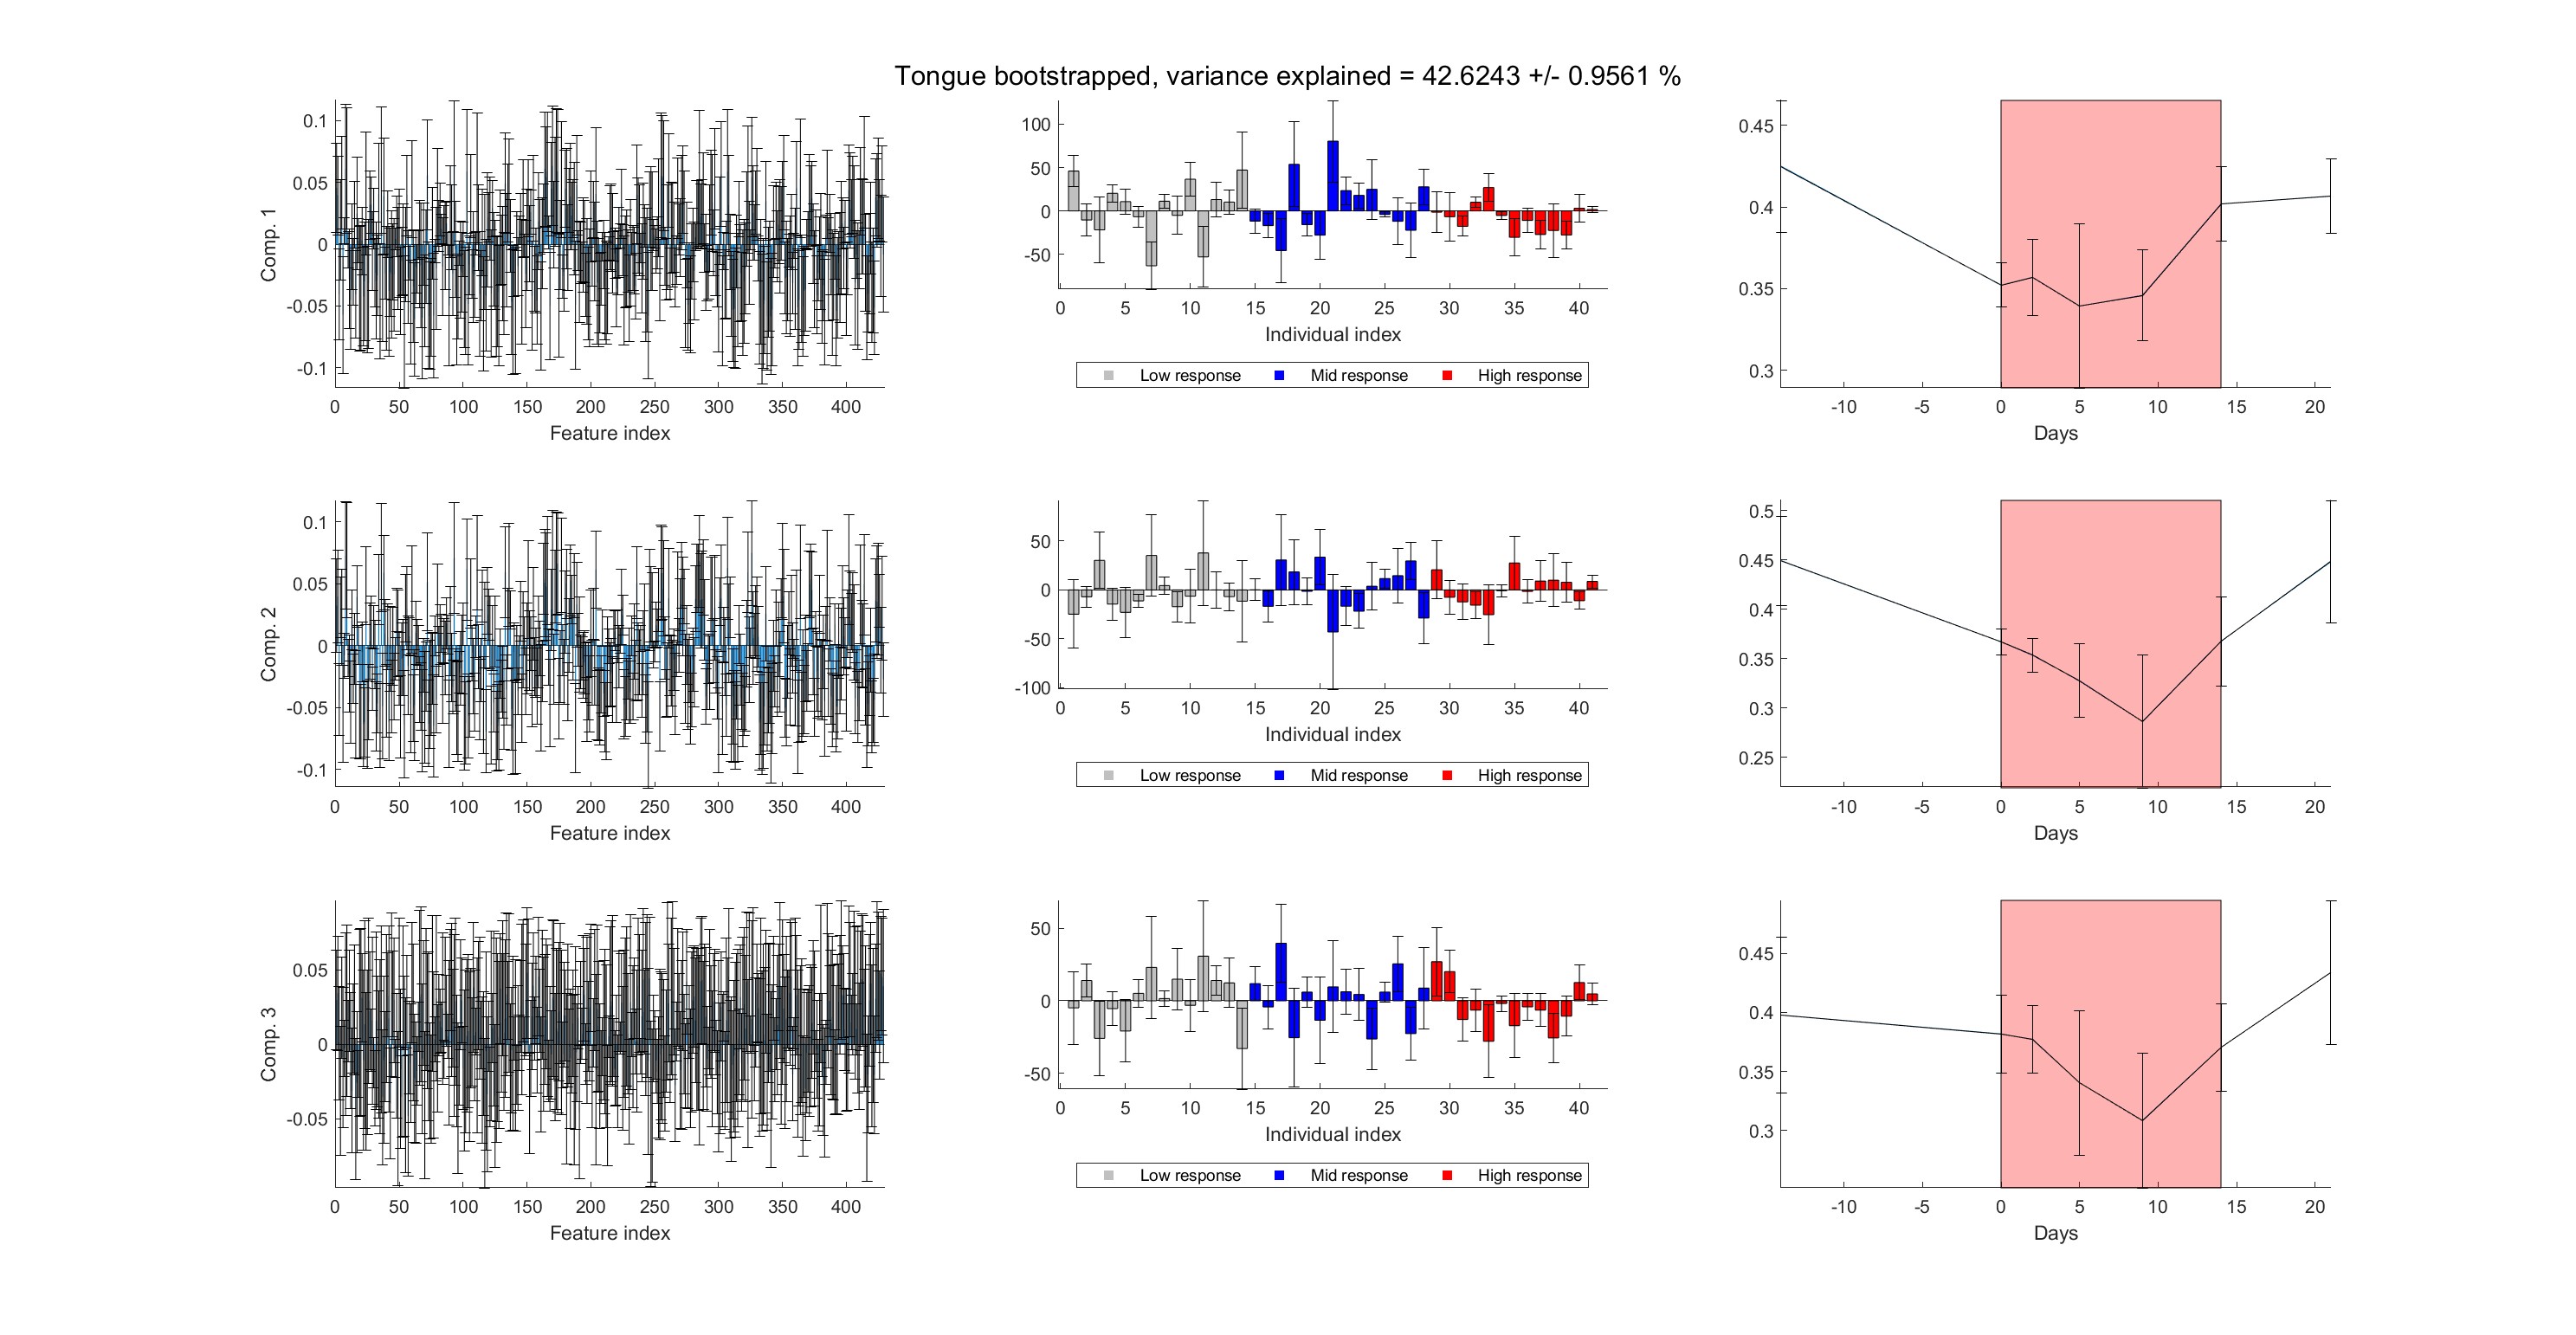 Tongue bootstrapped, variance explained = 42.6243 +/- 0.9561 %
Comp. 1
0.1
0.05
0
-0.05
-0.1
0 50 100 150 200 250 300 350 400
Feature index
100
50
0
-50
0 5 10 15 20 25 30 35 40
Individual index
Low response Mid response High response
0.45
0.4
0.35
0.3
-10 -5 0 5 10 15 20
Days
Comp. 2
0.1
0.05
0
-0.05
-0.1
0 50 100 150 200 250 300 350 400
Feature index
50
0
-50
-100
0 5 10 15 20 25 30 35 40
Individual index
Low response Mid response High response
0.5
0.45
0.4
0.35
0.3
0.25
-10 -5 0 5 10 15 20
Days
Comp. 3
0.05
0
-0.05
0 50 100 150 200 250 300 350 400
Feature index
50
0
-50
0 5 10 15 20 25 30 35 40
Individual index
Low response Mid response High response
0.45
0.4
0.35
0.3
-10 -5 0 5 10 15 20
Days